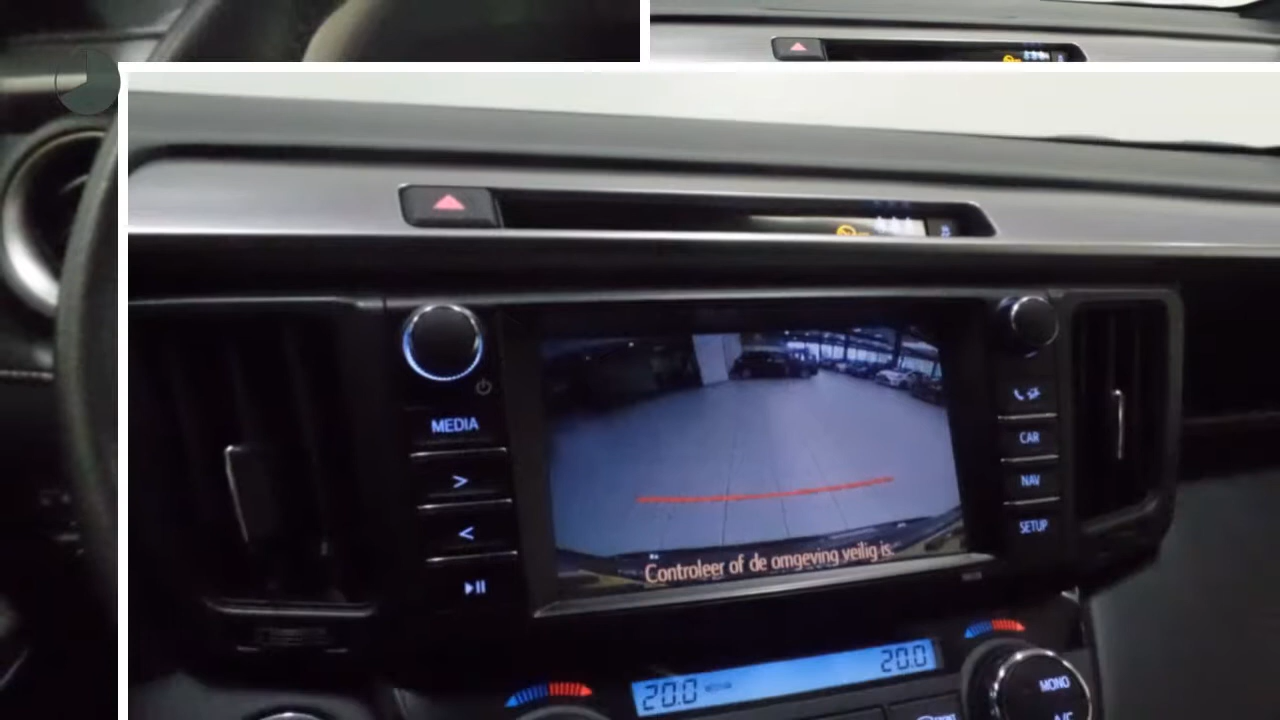 MEDIA
>
<
CAR
NAV
SETUP
Controleer of de omgeving veilig is.
20.0
20.0
MONO